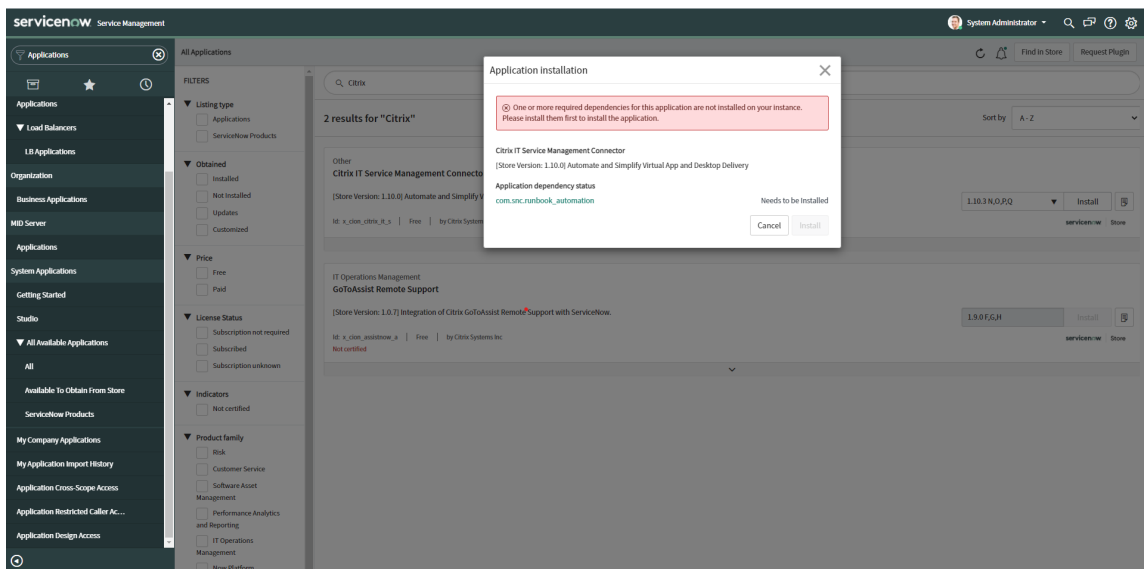 servicenow Service Management
System Administrator
Applications
All Applications
Find in Store
Request Plugin
Applications
Load Balancers
LB Applications
Organization
Business Applications
MID Server
Applications
System Applications
Getting Started
Studio
All Available Applications
All
Available To Obtain From Store
ServiceNow Products
My Company Applications
My Application Import History
Application Cross-Scope Access
Application Restricted Caller Ac...
Application Design Access
FILTERS
Listing type
Applications
ServiceNow Products
Obtained
Installed
Not Installed
Updates
Customized
Price
Free
Paid
License Status
Subscription not required
Subscribed
Subscription unknown
Indicators
Not certified
Product family
Risk
Customer Service
Software Asset
Management
Performance Analytics
and Reporting
IT Operations
Management
Now Platform
Citrix
2 results for "Citrix"
Sort by A - Z
Other
Citrix IT Service Management Connecto
[Store Version: 1.10.0] Automate and Simplify V
Id: x_cion_citrix_it_s | Free | by Citrix System
1.10.3 N,O,P,Q
Install
servicenow Store
IT Operations Management
GoToAssist Remote Support
[Store Version: 1.0.7] Integration of Citrix GoToAssist Remote Support with ServiceNow.
Id: x_cion_assistnow_x | Free | by Citrix Systems Inc
Not certified
1.9.0 F,G,H
Install
servicenow Store
Application installation
One or more required dependencies for this application are not installed on your instance.
Please install them first to install the application.
Citrix IT Service Management Connector
[Store Version: 1.10.0] Automate and Simplify Virtual App and Desktop Delivery
Application dependency status
com.snc.runbook_automation
Needs to be Installed
Cancel
Install